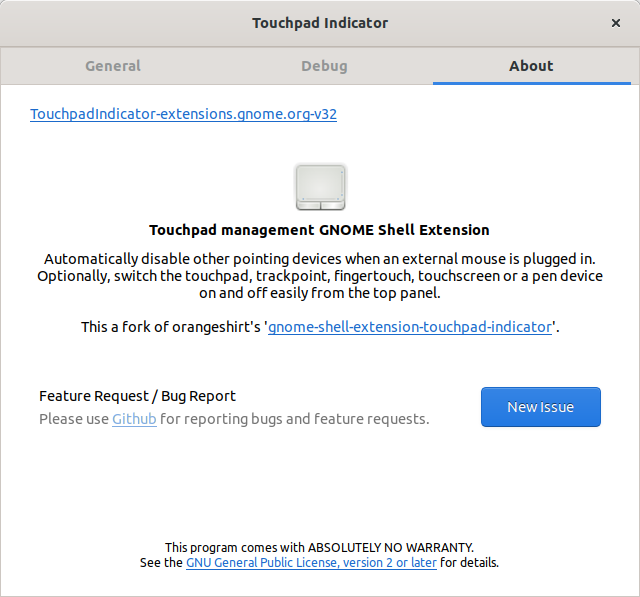 Touchpad Indicator
General Debug About
TouchpadIndicator-extensions.gnome.org-v32
Touchpad management GNOME Shell Extension
Automatically disable other pointing devices when an external mouse is plugged in.
Optionally, switch the touchpad, trackpoint, fingertouch, touchscreen or a pen device
on and off easily from the top panel.
This a fork of orangeshirt's 'gnome-shell-extension-touchpad-indicator'.
Feature Request / Bug Report
Please use Github for reporting bugs and feature requests.
New Issue
This program comes with ABSOLUTELY NO WARRANTY.
See the GNU General Public License, version 2 or later for details.